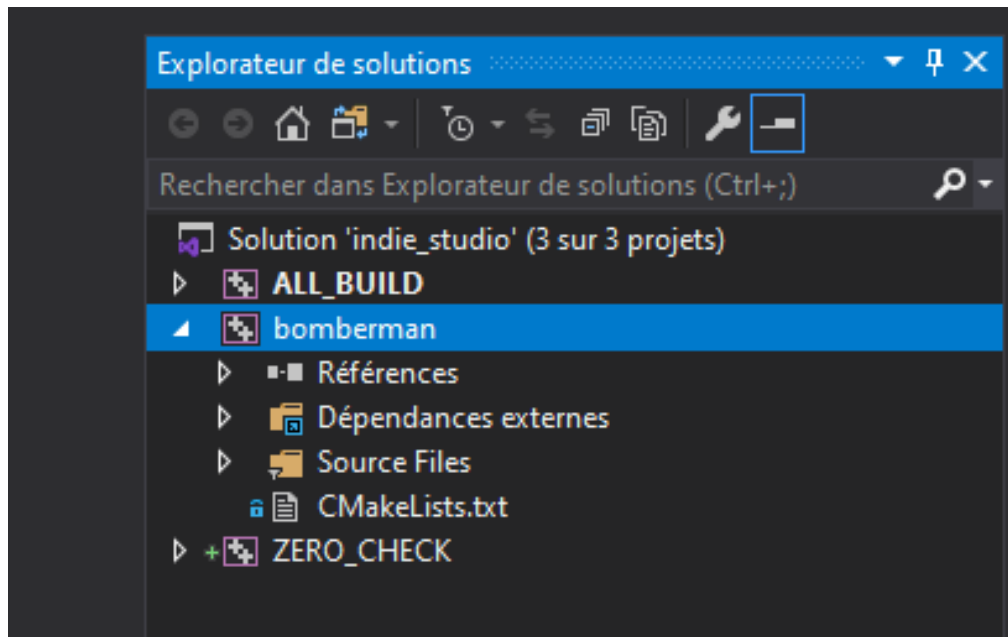 Explorateur de solutions
Rechercher dans Explorateur de solutions (Ctrl+;)
Solution 'indie_studio' (3 sur 3 projets)
ALL_BUILD
bomberman
Références
Dépendances externes
Source Files
CMakeLists.txt
ZERO_CHECK